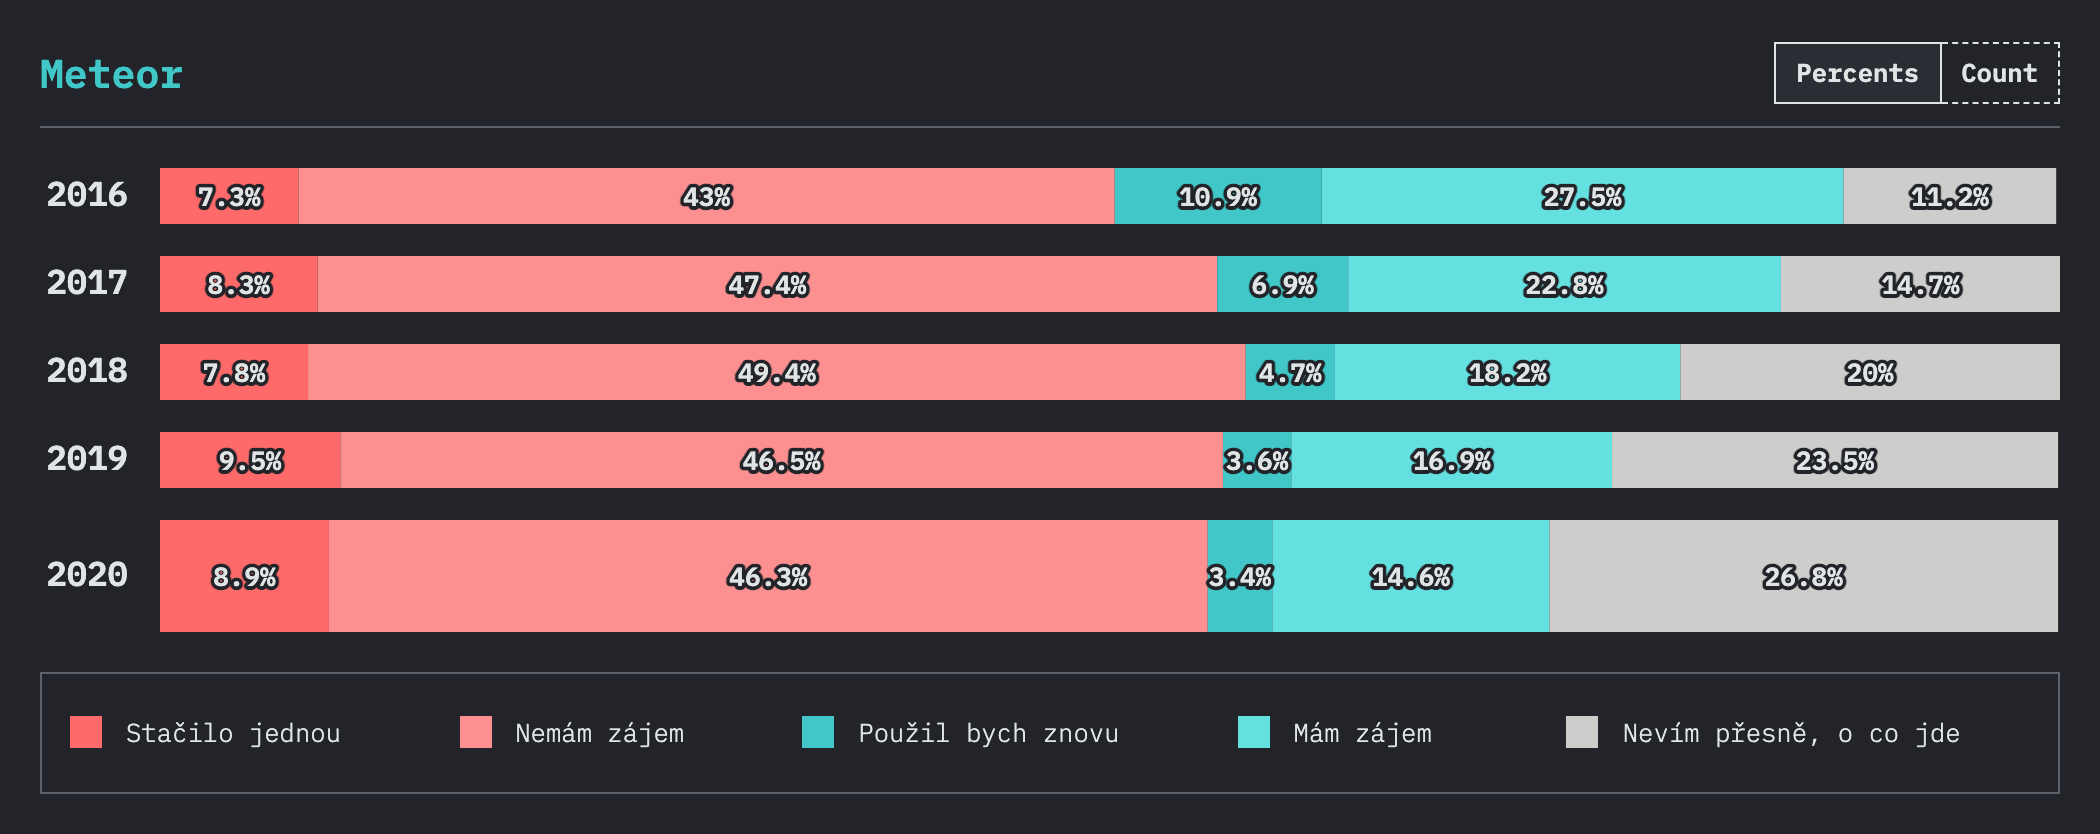 Meteor
Percents Count
2016 7.3% 43% 10.9% 27.5% 11.2%
2017 8.3% 47.4% 6.9% 22.8% 14.7%
2018 7.8% 49.4% 4.7% 18.2% 20%
2019 9.5% 46.5% 3.6% 16.9% 23.5%
2020 8.9% 46.3% 3.4% 14.6% 26.8%
Stačilo jednou Nemám zájem Použil bych znovu Mám zájem Nevím přesně, o co jde